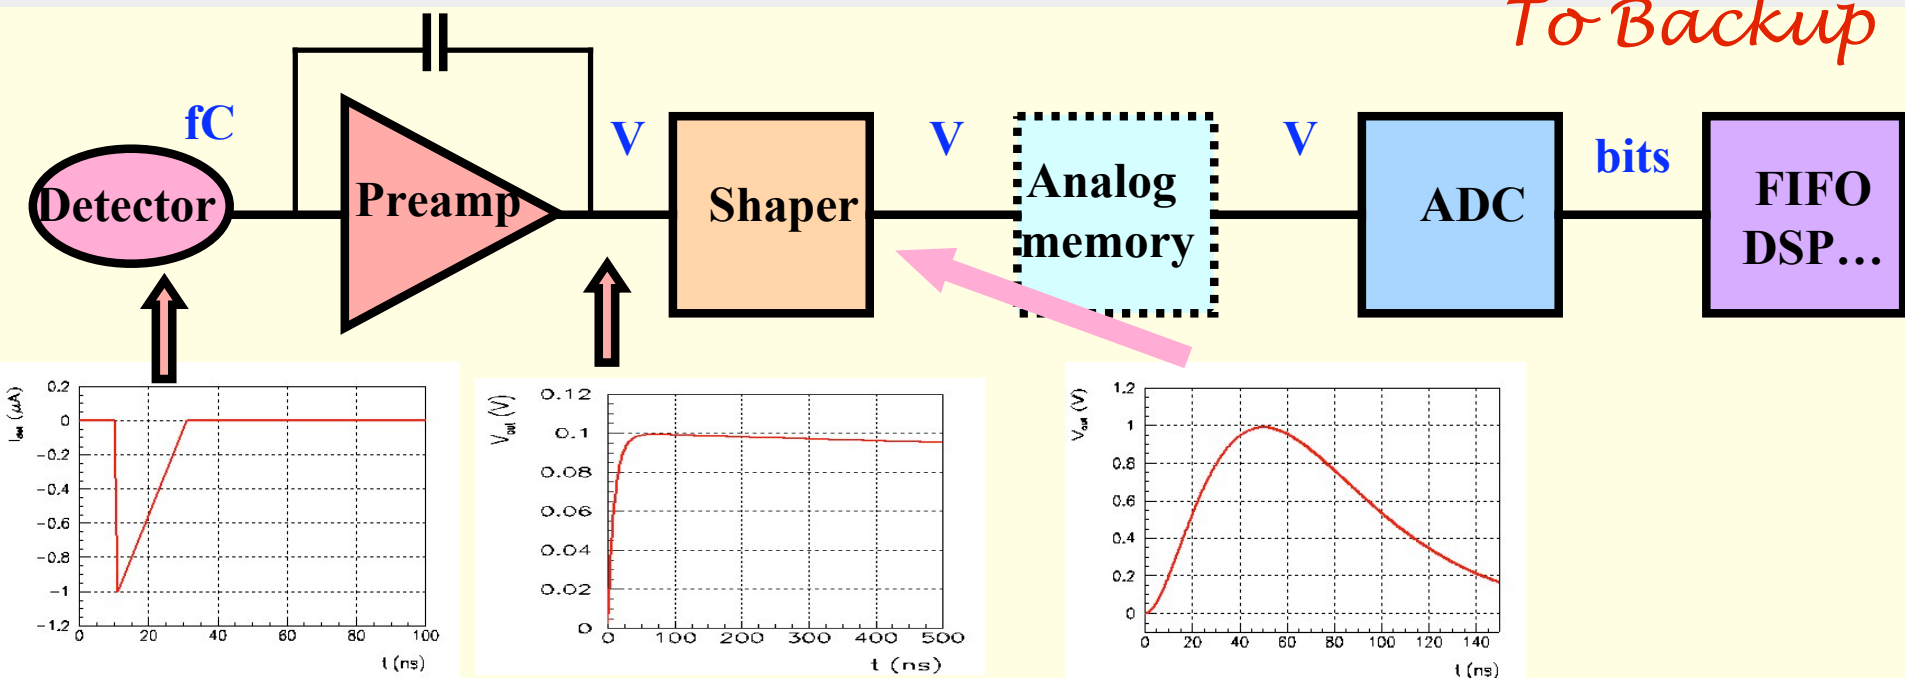 To Backup
fC
V
V
V
bits
Detector
Preamp
Shaper
Analog
memory
ADC
FIFO
DSP…
I_det (μA)
0.2
0
−0.2
−0.4
−0.6
−0.8
−1
−1.2
0 20 40 60 80 100
t (ns)
V_out (V)
0.12
0.1
0.08
0.06
0.04
0.02
0
0 100 200 300 400 500
t (ns)
V_out (V)
1.2
1
0.8
0.6
0.4
0.2
0
0 20 40 60 80 100 120 140
t (ns)